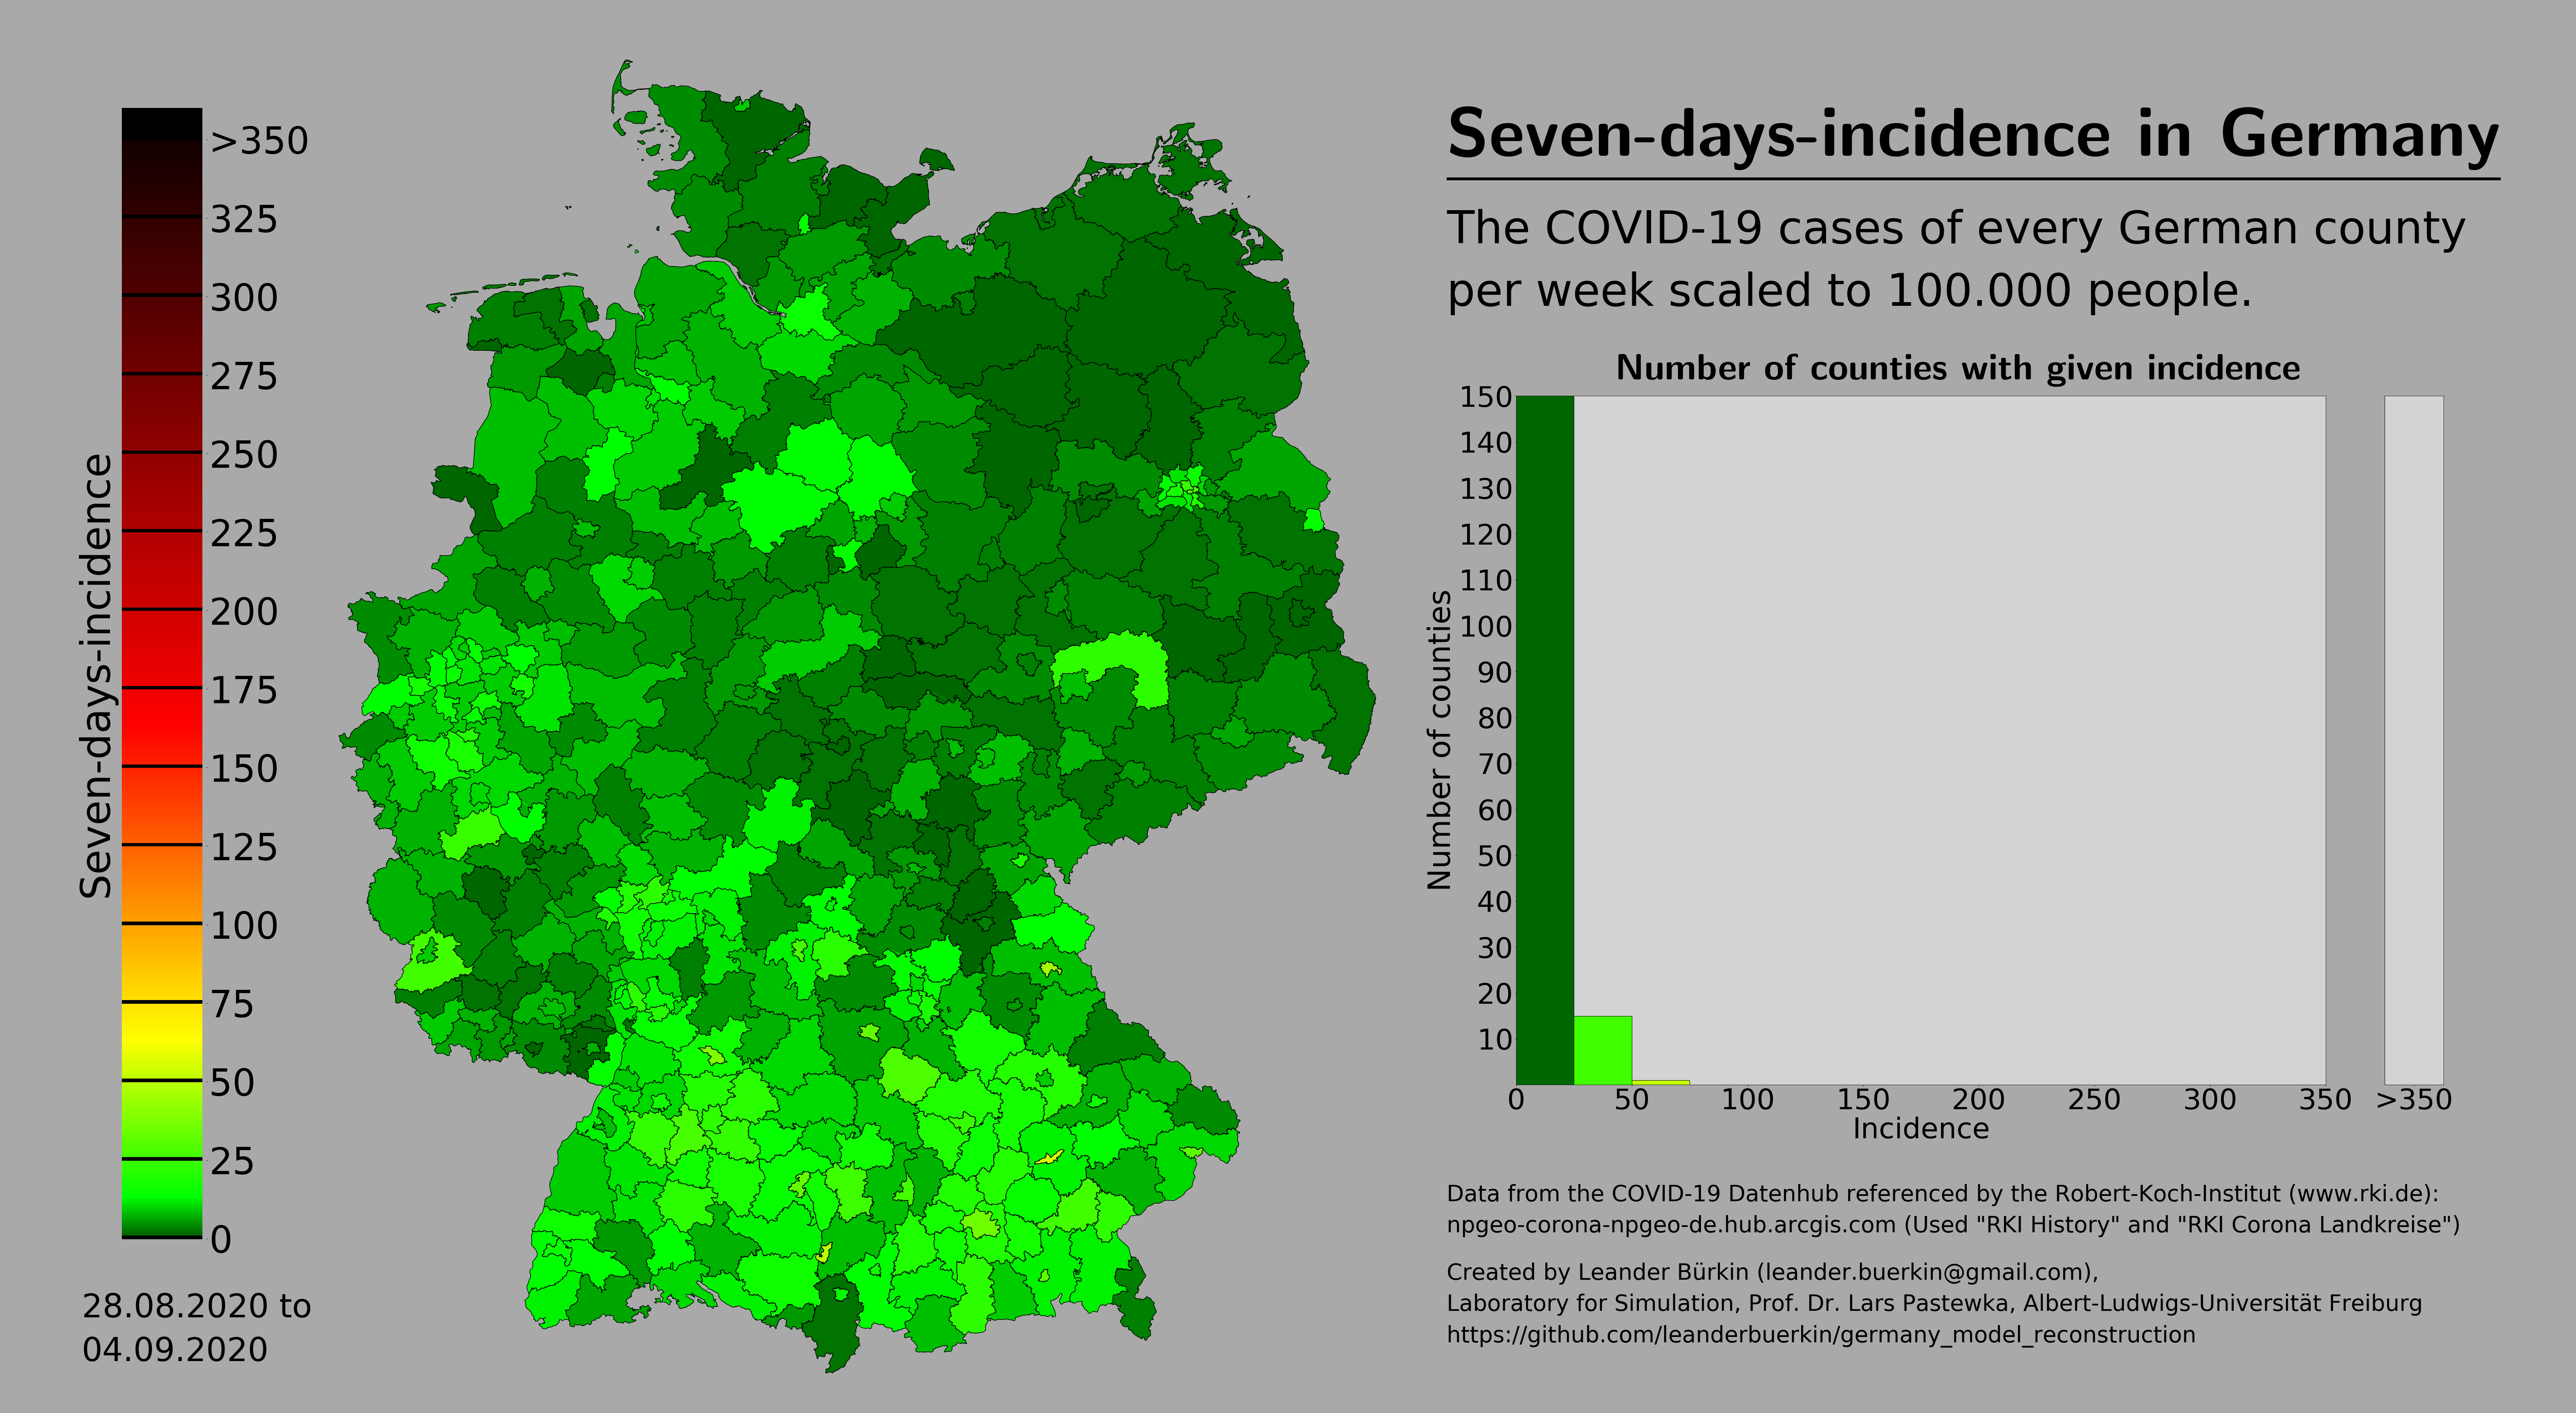 Seven-days-incidence in Germany
The COVID-19 cases of every German county
per week scaled to 100.000 people.
Seven-days-incidence
>350
325
300
275
250
225
200
175
150
125
100
75
50
25
0
28.08.2020 to
04.09.2020
Number of counties with given incidence
Number of counties
150
140
130
120
110
100
90
80
70
60
50
40
30
20
10
0 50 100 150 200 250 300 350 >350
Incidence
Data from the COVID-19 Datenhub referenced by the Robert-Koch-Institut (www.rki.de):
npgeo-corona-npgeo-de.hub.arcgis.com (Used "RKI History" and "RKI Corona Landkreise")
Created by Leander Bürkin (leander.buerkin@gmail.com),
Laboratory for Simulation, Prof. Dr. Lars Pastewka, Albert-Ludwigs-Universität Freiburg
https://github.com/leanderbuerkin/germany_model_reconstruction